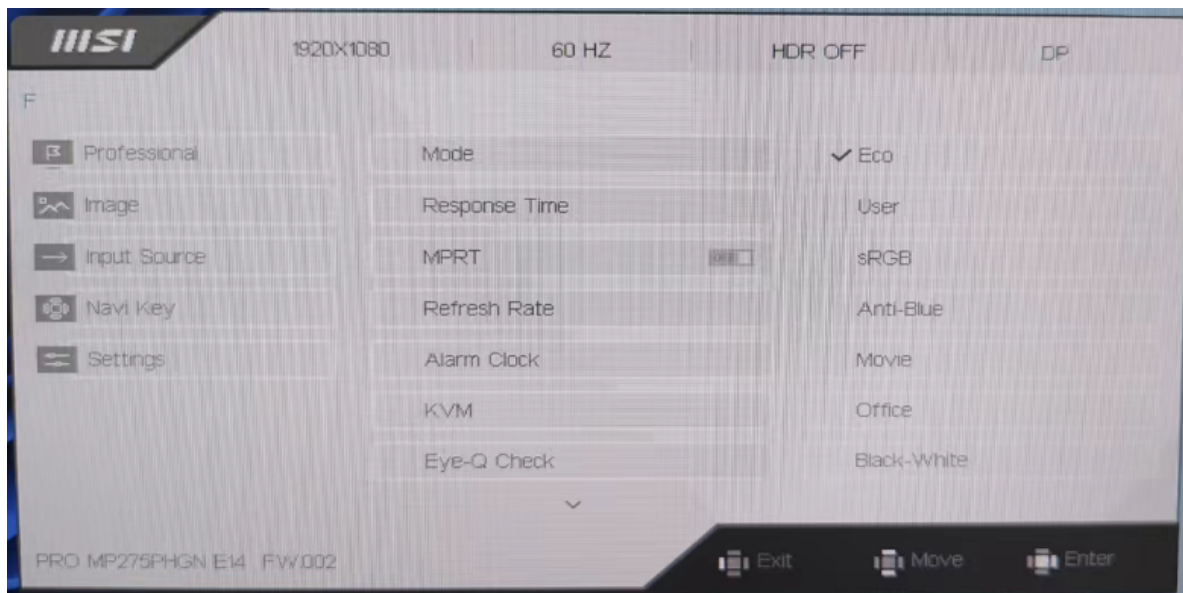 msi
1920X1080 60 HZ HDR OFF DP
F
Professional
Image
Input Source
Navi Key
Settings
Mode
Response Time
MPRT
Refresh Rate
Alarm Clock
KVM
Eye-Q Check
Eco
User
sRGB
Anti-Blue
Movie
Office
Black-White
PRO MP275PHGN E14 FW.002
Exit Move Enter